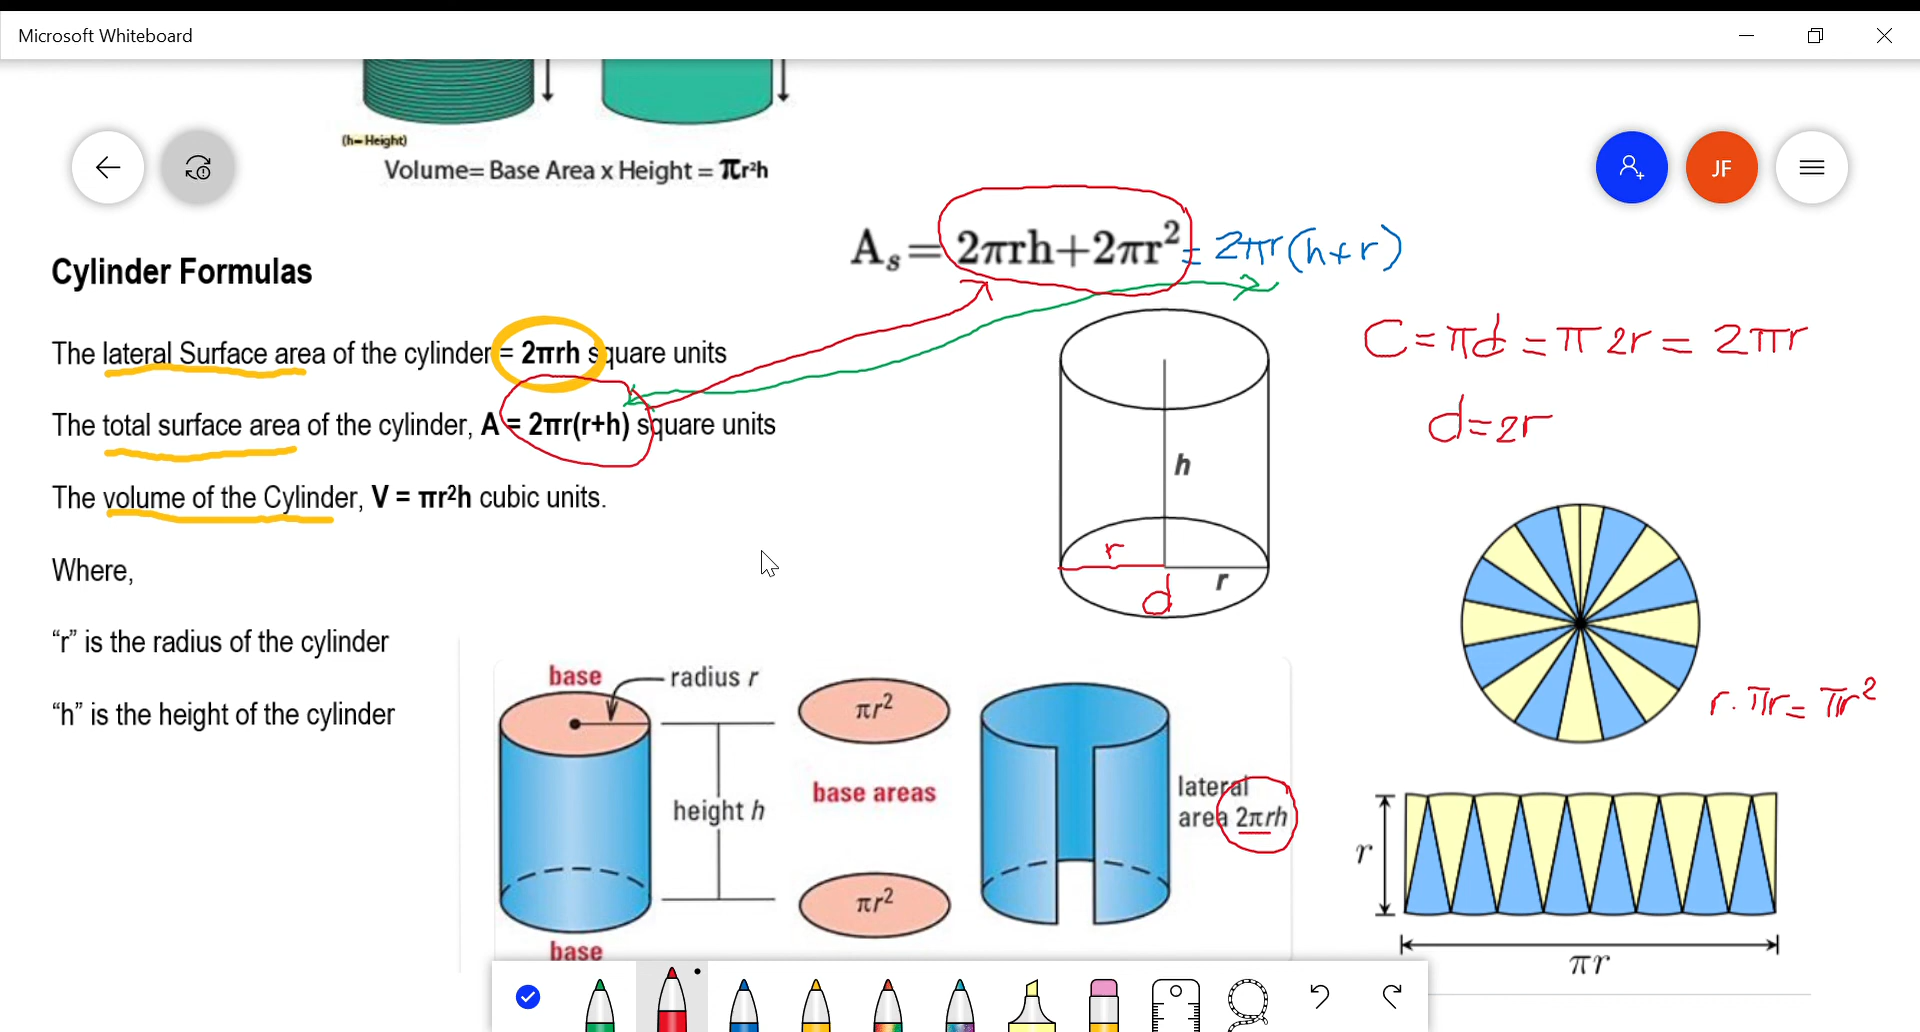 Microsoft Whiteboard
(h=Height)
Volume= Base Area x Height = πr²h
JF
Aₛ = 2πrh+2πr² = 2πr(h+r)
Cylinder Formulas
The lateral Surface area of the cylinder = 2πrh square units
C = πd = π 2r = 2πr
The total surface area of the cylinder, A = 2πr(r+h) square units
d=2r
h
The volume of the Cylinder, V = πr²h cubic units.
Where,
r
r
d
"r" is the radius of the cylinder
"h" is the height of the cylinder
base
radius r
πr²
r. πr = πr²
height h
base areas
lateral
area 2πrh
r
πr²
base
πr